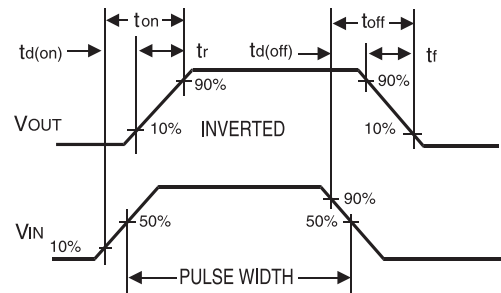 ton
toff
td(on)
tr
td(off)
tf
90%
90%
VOUT
10%
INVERTED
10%
90%
VIN
50%
50%
10%
PULSE WIDTH